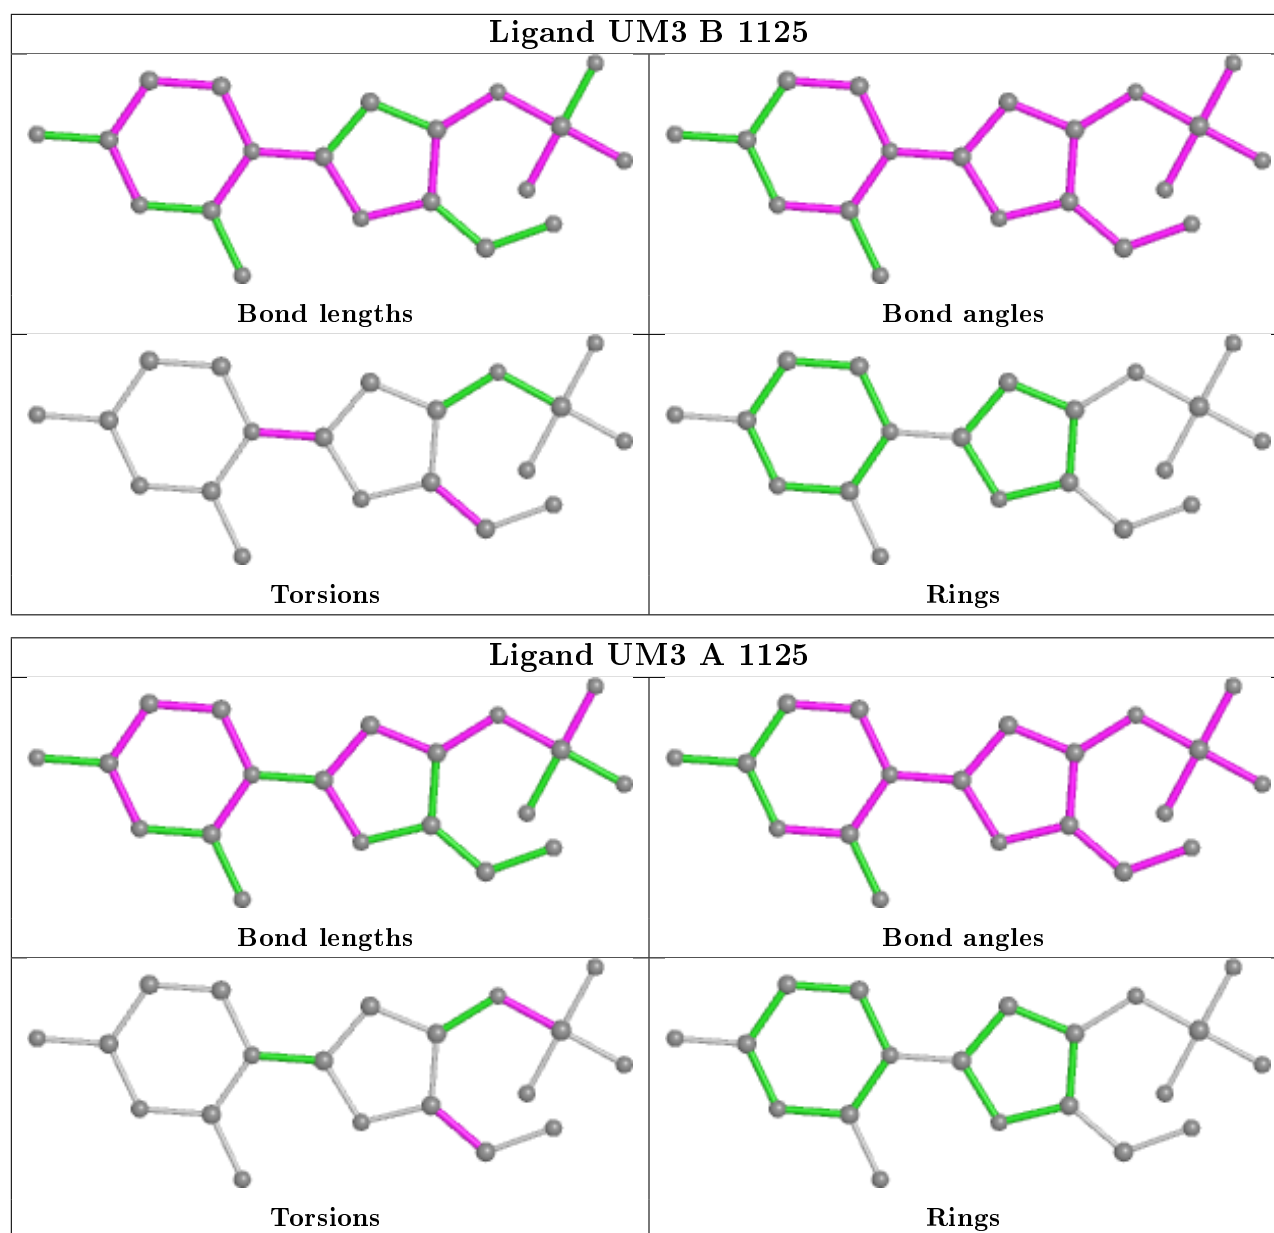 Ligand UM3 B 1125
Bond lengths
Bond angles
Torsions
Rings
Ligand UM3 A 1125
Bond lengths
Bond angles
Torsions
Rings